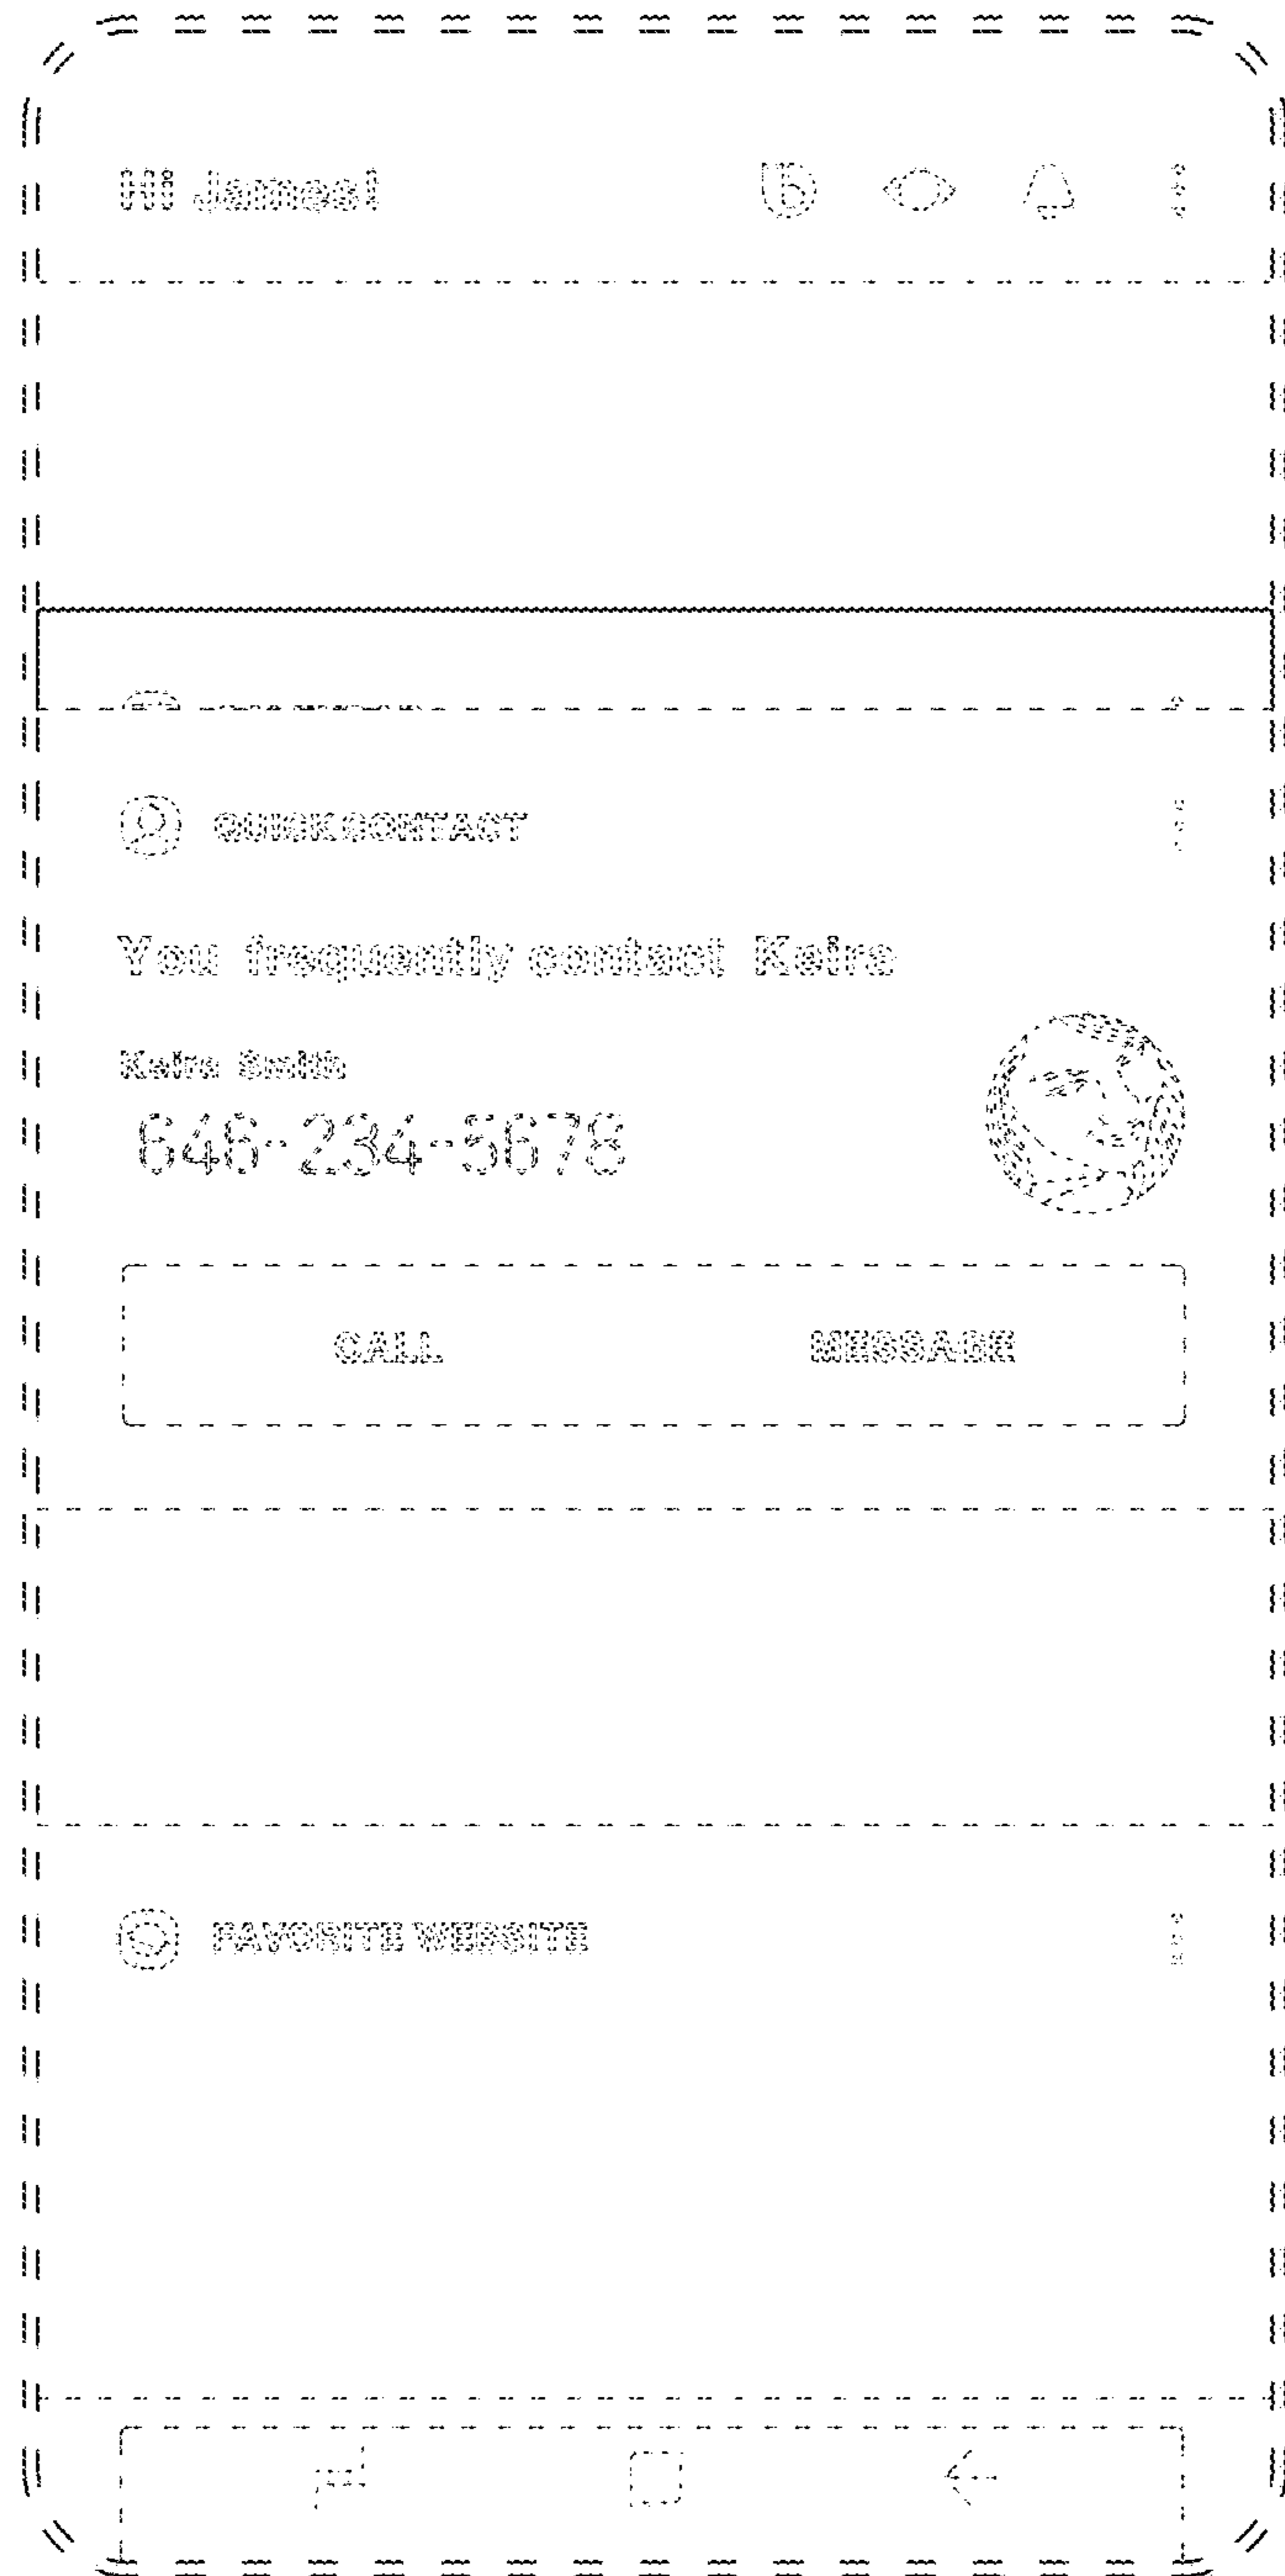 Hi James!
QUICK CONTACT
You frequently contact Keira
Keira Smith
646-234-5678
CALL
MESSAGE
FAVORITE WEBSITE